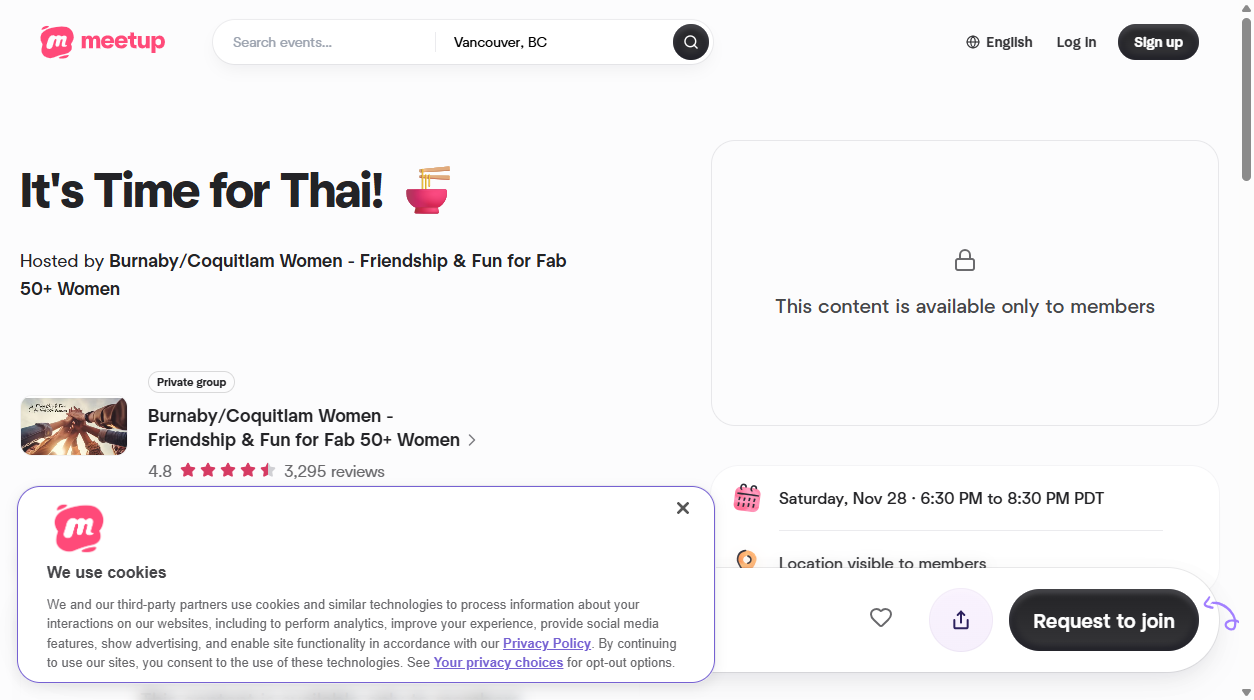 meetup
Search events...
Vancouver, BC
English
Log in
Sign up
It's Time for Thai!
Hosted by Burnaby/Coquitlam Women - Friendship & Fun for Fab
50+ Women
This content is available only to members
Private group
Burnaby/Coquitlam Women -
Friendship & Fun for Fab 50+ Women
4.8
3,295 reviews
Saturday, Nov 28 · 6:30 PM to 8:30 PM PDT
Location visible to members
We use cookies
We and our third-party partners use cookies and similar technologies to process information about your
interactions on our websites, including to perform analytics, improve your experience, provide social media
features, show advertising, and enable site functionality in accordance with our Privacy Policy. By continuing
to use our sites, you consent to the use of these technologies. See Your privacy choices for opt-out options.
Request to join